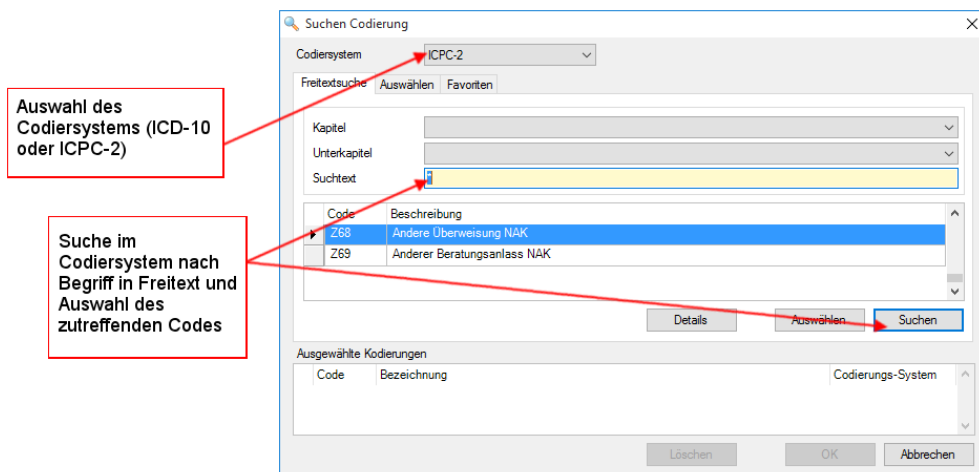 Suchen Codierung
Codiersystem ICPC-2
Freitextsuche Auswählen Favoriten
Auswahl des
Codiersystems (ICD-10
oder ICPC-2)
Kapitel
Unterkapitel
Suchtext *
Code Beschreibung
Z68 Andere Überweisung NAK
Z69 Anderer Beratungsanlass NAK
Suche im
Codiersystem nach
Begriff in Freitext und
Auswahl des
zutreffenden Codes
Details Auswählen Suchen
Ausgewählte Kodierungen
Code Bezeichnung Codierungs-System
Löschen OK Abbrechen